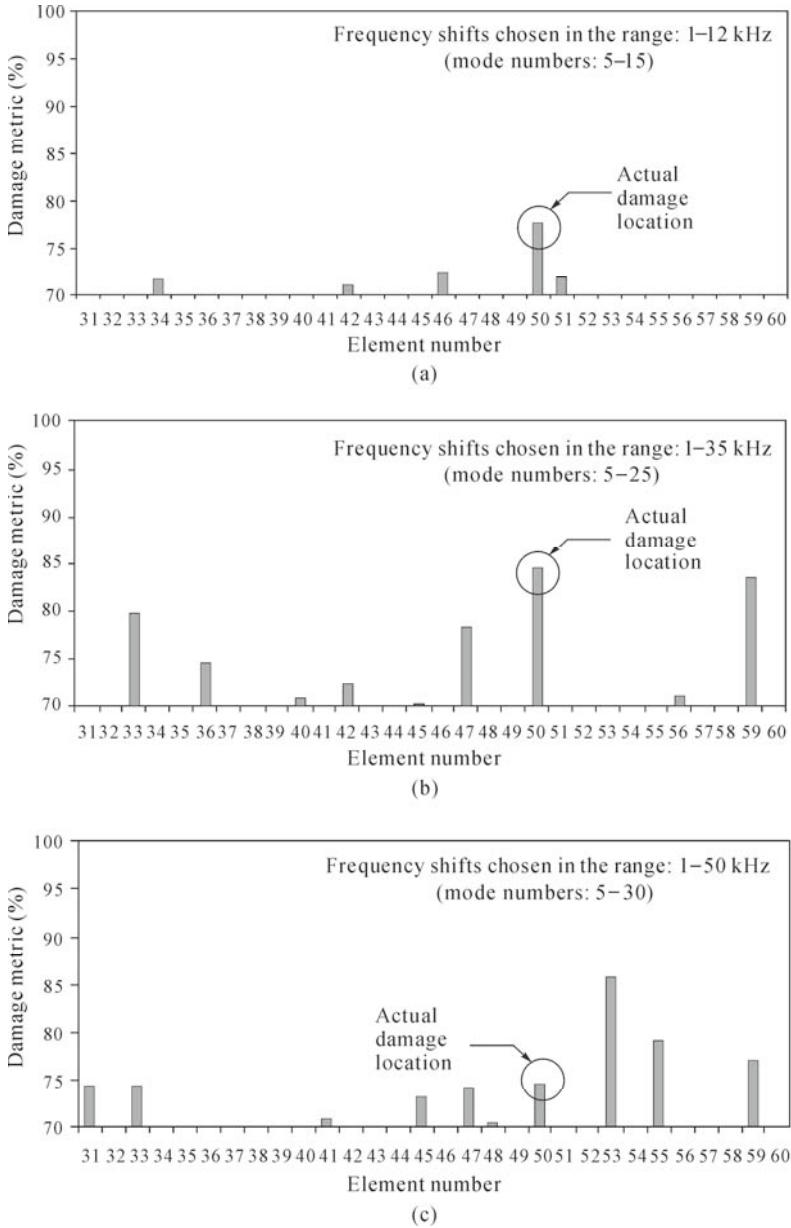 100
Frequency shifts chosen in the range: 1–12 kHz
(mode numbers: 5–15)
95
90
85
80
75
70
Damage metric (%)
Actual
damage
location
31 32 33 34 35 36 37 38 39 40 41 42 43 44 45 46 47 48 49 50 51 52 53 54 55 56 57 58 59 60
Element number
(a)
100
Frequency shifts chosen in the range: 1–35 kHz
(mode numbers: 5–25)
95
90
85
80
75
70
Damage metric (%)
Actual
damage
location
31 32 33 34 35 36 37 38 39 40 41 42 43 44 45 46 47 48 49 50 51 52 53 54 55 56 57 58 59 60
Element number
(b)
100
Frequency shifts chosen in the range: 1–50 kHz
(mode numbers: 5–30)
95
90
85
80
75
70
Damage metric (%)
Actual
damage
location
31 32 33 34 35 36 37 38 39 40 41 42 43 44 45 46 47 48 49 50 51 52 53 54 55 56 57 58 59 60
Element number
(c)